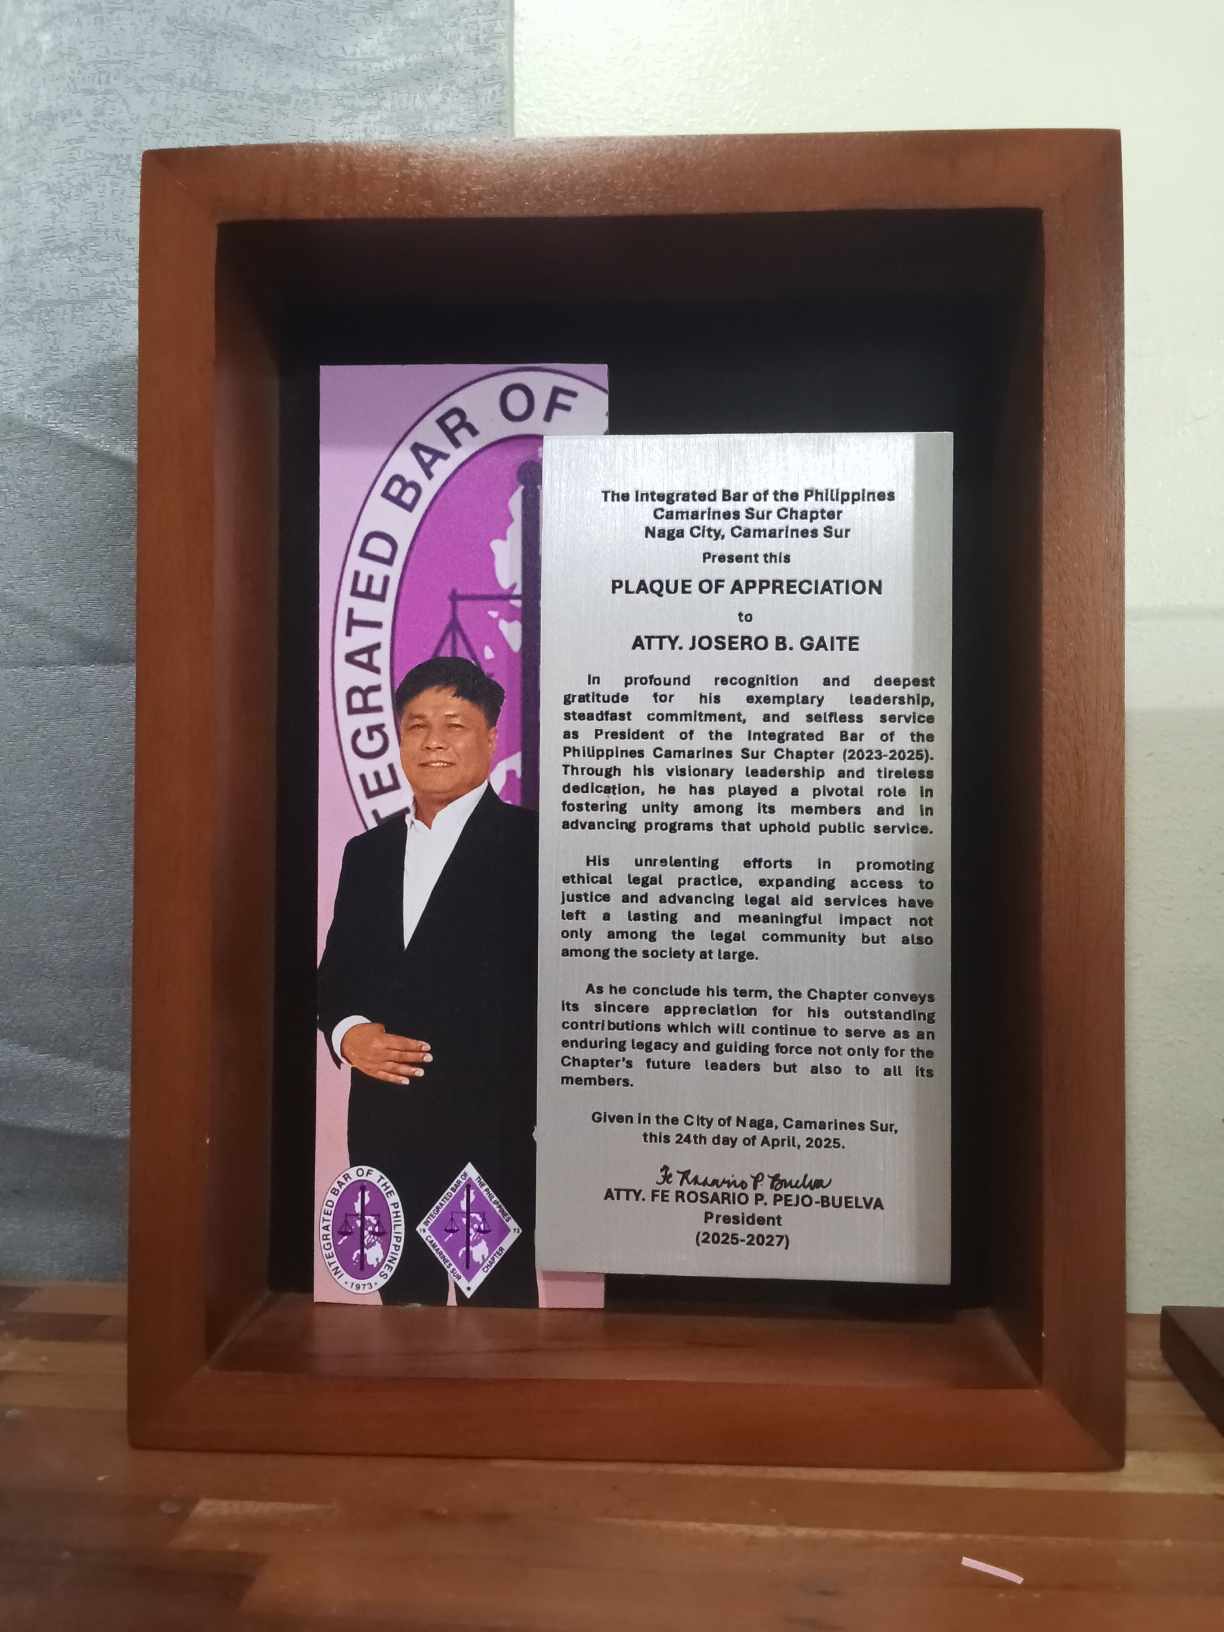 INTEGRATED BAR OF
The Integrated Bar of the Philippines
Camarines Sur Chapter
Naga City, Camarines Sur
Present this
PLAQUE OF APPRECIATION
to
ATTY. JOSERO B. GAITE
In profound recognition and deepest
gratitude for his exemplary leadership,
steadfast commitment, and selfless service
as President of the Integrated Bar of the
Philippines Camarines Sur Chapter (2023-2025).
Through his visionary leadership and tireless
dedication, he has played a pivotal role in
fostering unity among its members and in
advancing programs that uphold public service.
His unrelenting efforts in promoting
ethical legal practice, expanding access to
justice and advancing legal aid services have
left a lasting and meaningful impact not
only among the legal community but also
among the society at large.
As he conclude his term, the Chapter conveys
its sincere appreciation for his outstanding
contributions which will continue to serve as an
enduring legacy and guiding force not only for the
Chapter's future leaders but also to all its
members.
Given in the City of Naga, Camarines Sur,
this 24th day of April, 2025.
Fe Rosario P. Buelva
ATTY. FE ROSARIO P. PEJO-BUELVA
President
(2025-2027)
INTEGRATED BAR OF THE PHILIPPINES
1973
INTEGRATED BAR OF THE PHILIPPINES
19 73
CAMARINES SUR CHAPTER